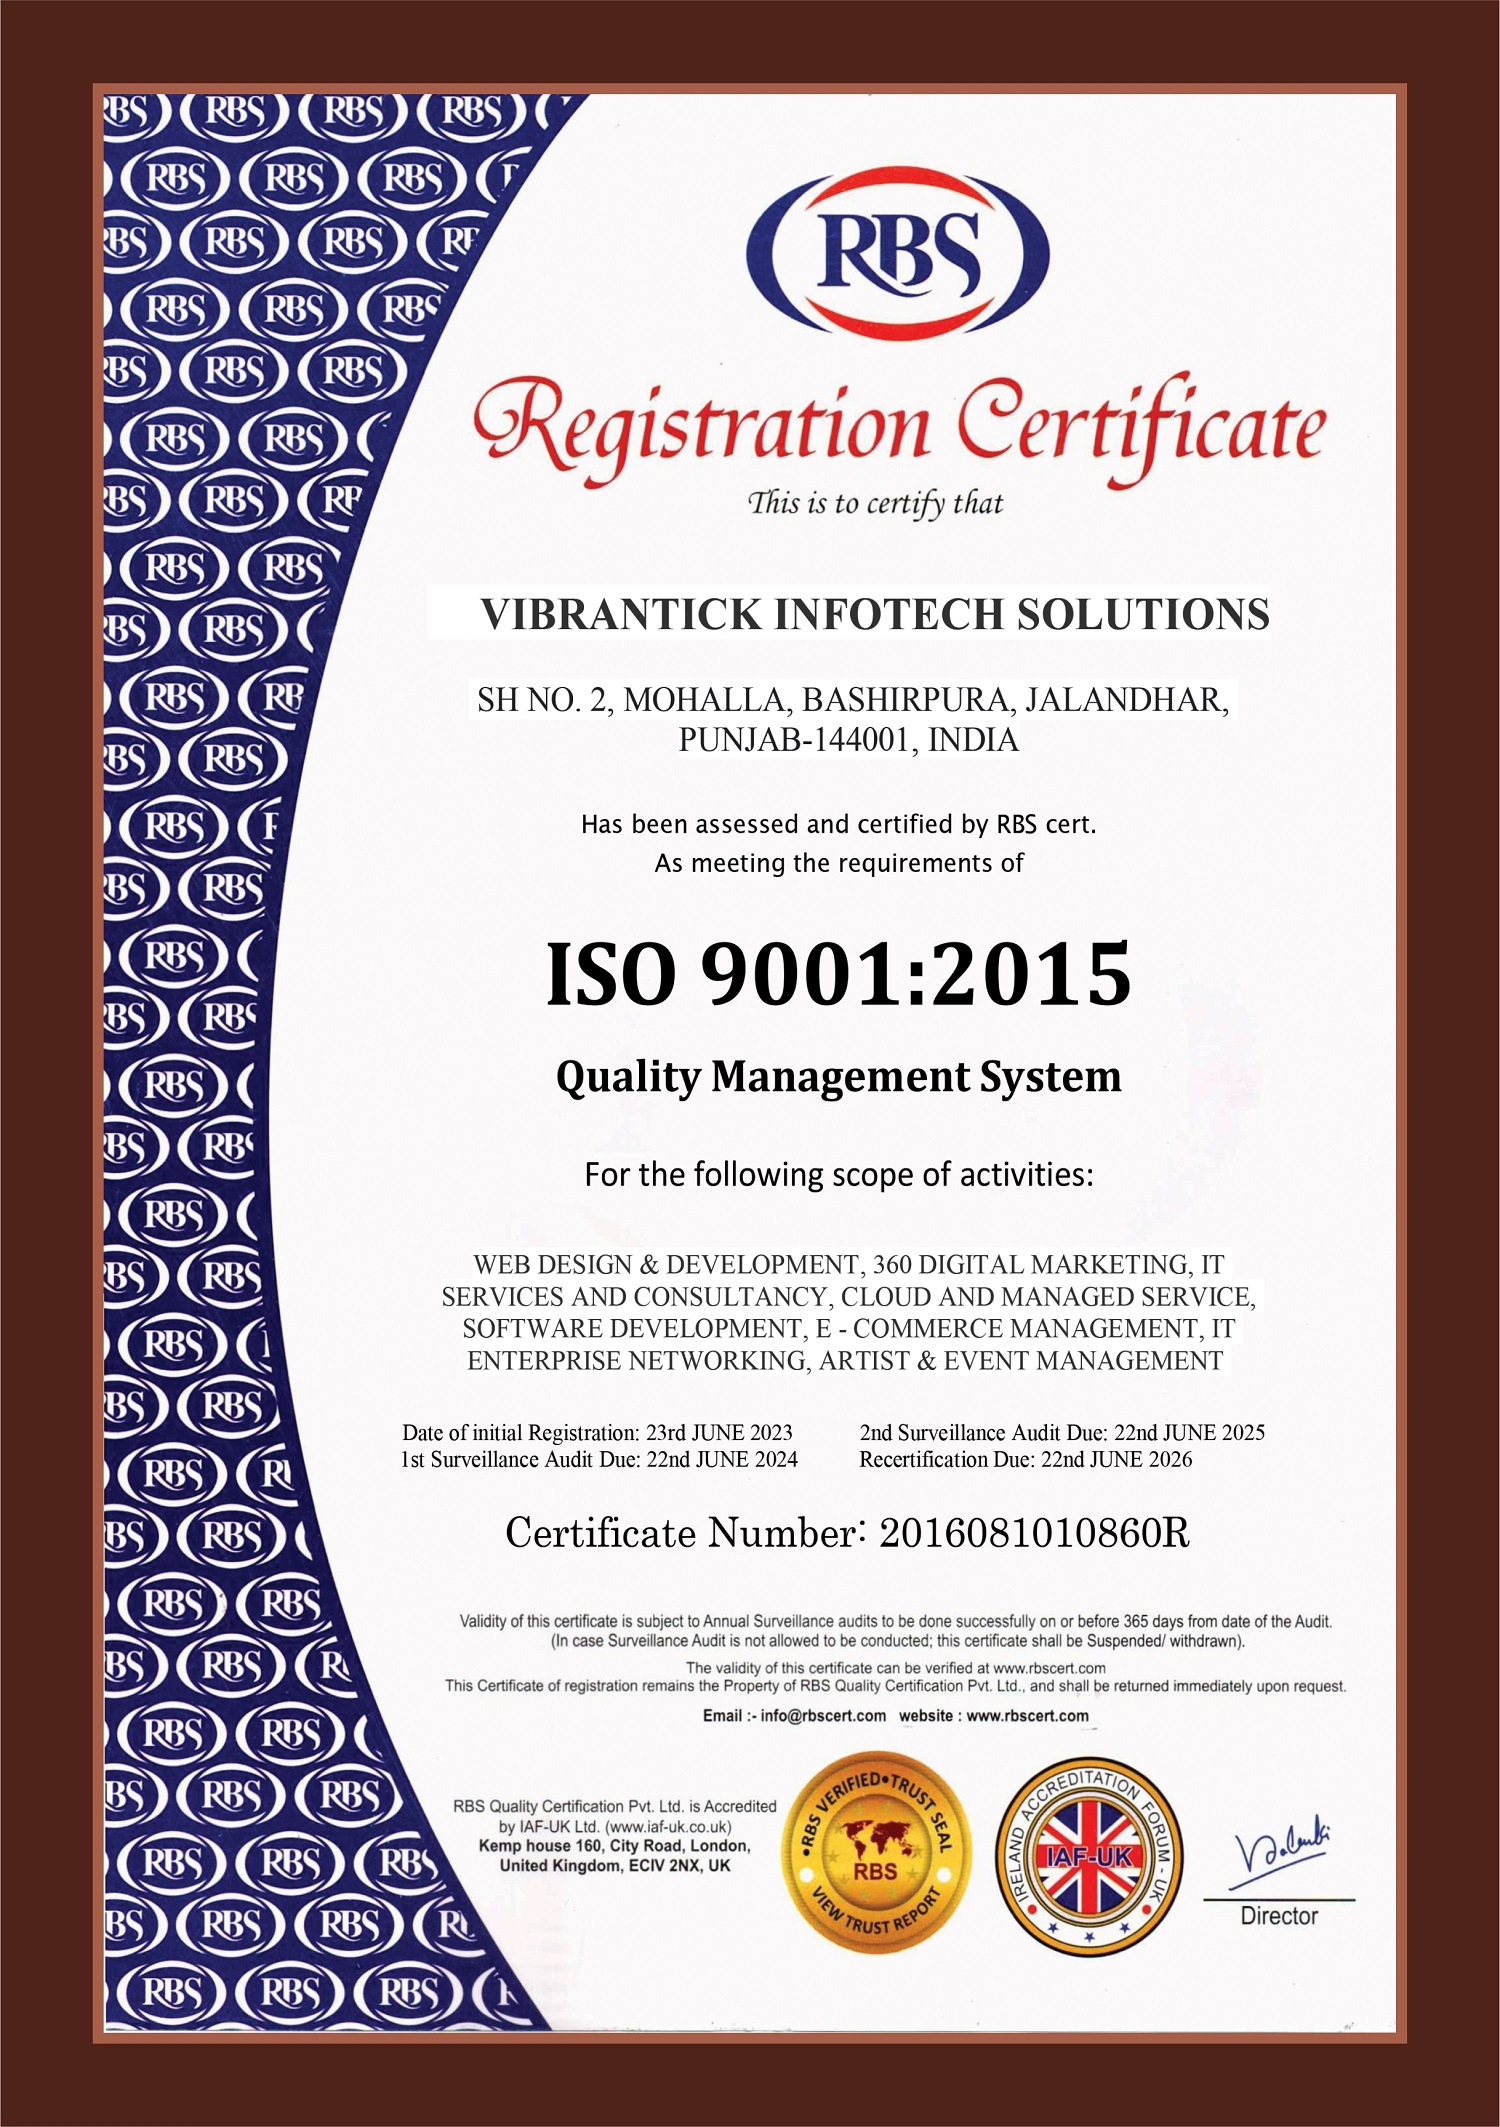 RBS
Registration Certificate
This is to certify that
VIBRANTICK INFOTECH SOLUTIONS
SH NO. 2, MOHALLA, BASHIRPURA, JALANDHAR,
PUNJAB-144001, INDIA
Has been assessed and certified by RBS cert.
As meeting the requirements of
ISO 9001:2015
Quality Management System
For the following scope of activities:
WEB DESIGN & DEVELOPMENT, 360 DIGITAL MARKETING, IT
SERVICES AND CONSULTANCY, CLOUD AND MANAGED SERVICE,
SOFTWARE DEVELOPMENT, E - COMMERCE MANAGEMENT, IT
ENTERPRISE NETWORKING, ARTIST & EVENT MANAGEMENT
Date of initial Registration: 23rd JUNE 2023 2nd Surveillance Audit Due: 22nd JUNE 2025
1st Surveillance Audit Due: 22nd JUNE 2024 Recertification Due: 22nd JUNE 2026
Certificate Number: 2016081010860R
Validity of this certificate is subject to Annual Surveillance audits to be done successfully on or before 365 days from date of the Audit.
(In case Surveillance Audit is not allowed to be conducted; this certificate shall be Suspended/ withdrawn).
The validity of this certificate can be verified at www.rbscert.com
This Certificate of registration remains the Property of RBS Quality Certification Pvt. Ltd., and shall be returned immediately upon request.
Email :- info@rbscert.com website : www.rbscert.com
RBS Quality Certification Pvt. Ltd. is Accredited
by IAF-UK Ltd. (www.iaf-uk.co.uk)
Kemp house 160, City Road, London,
United Kingdom, ECIV 2NX, UK
RBS VERIFIED • TRUST SEAL
RBS
VIEW TRUST REPORT
IRELAND ACCREDITATION FORUM - UK
IAF-UK
Director